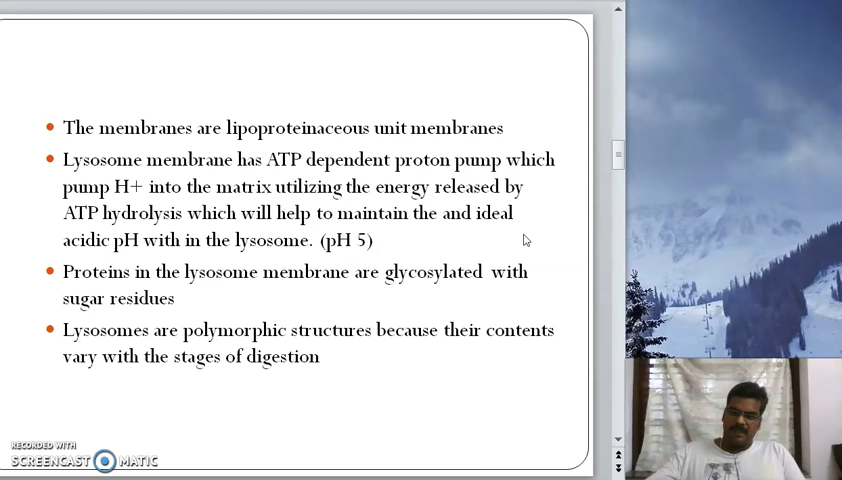 The membranes are lipoproteinaceous unit membranes
Lysosome membrane has ATP dependent proton pump which
pump H+ into the matrix utilizing the energy released by
ATP hydrolysis which will help to maintain the and ideal
acidic pH with in the lysosome. (pH 5)
Proteins in the lysosome membrane are glycosylated with
sugar residues
Lysosomes are polymorphic structures because their contents
vary with the stages of digestion
RECORDED WITH
SCREENCAST MATIC